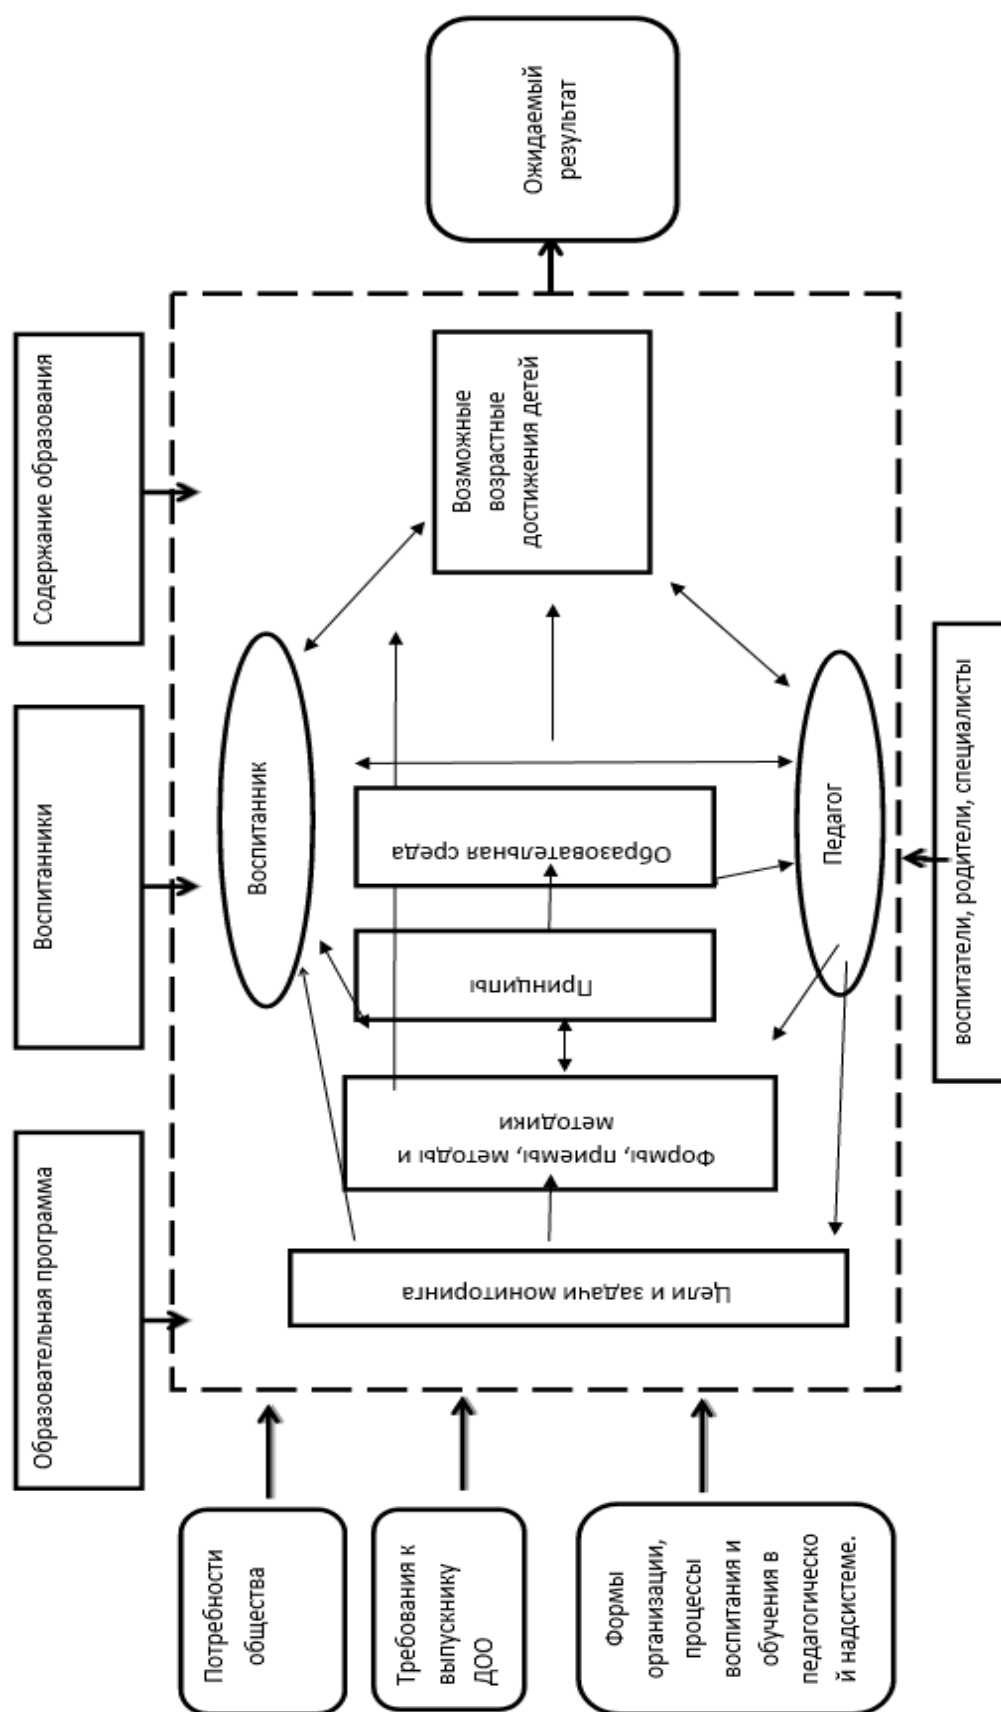 Образовательная программа
Воспитанники
Содержание образования
Потребности
общества
Требования к
выпускнику
ДОО
Формы
организации,
процессы
воспитания и
обучения в
педагогическо
й надсистеме.
Цели и задачи мониторинга
Формы, приемы, методы и
методики
Принципы
Образовательная среда
Воспитанник
Педагог
Возможные
возрастные
достижения детей
Ожидаемый
результат
воспитатели, родители, специалисты